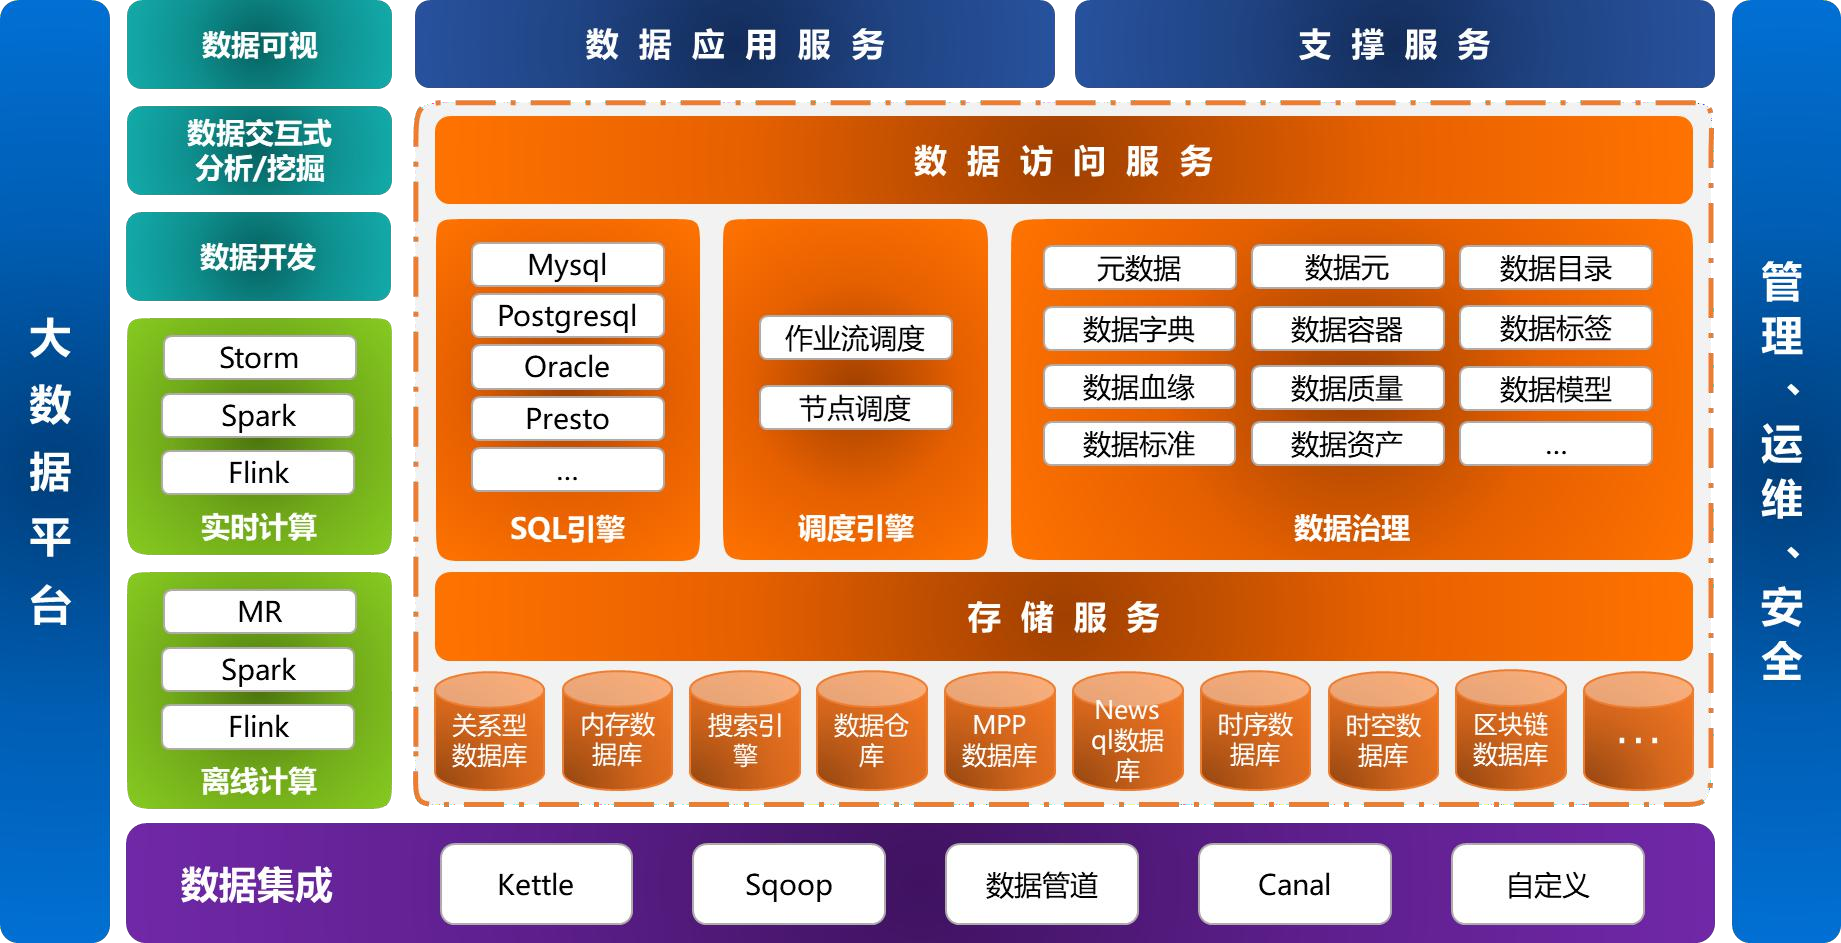 大数据平台
数据可视
数据交互式
分析/挖掘
数据开发
Storm
Spark
Flink
实时计算
MR
Spark
Flink
离线计算
数据应用服务
支撑服务
数据访问服务
Mysql
Postgresql
Oracle
Presto
...
SQL引擎
作业流调度
节点调度
调度引擎
元数据
数据元
数据目录
数据字典
数据容器
数据标签
数据血缘
数据质量
数据模型
数据标准
数据资产
...
数据治理
存储服务
关系型
数据库
内存数
据库
搜索引
擎
数据仓
库
MPP
数据库
News
ql数据
库
时序数
据库
时空数
据库
区块链
数据库
...
数据集成
Kettle
Sqoop
数据管道
Canal
自定义
管理、运维、安全